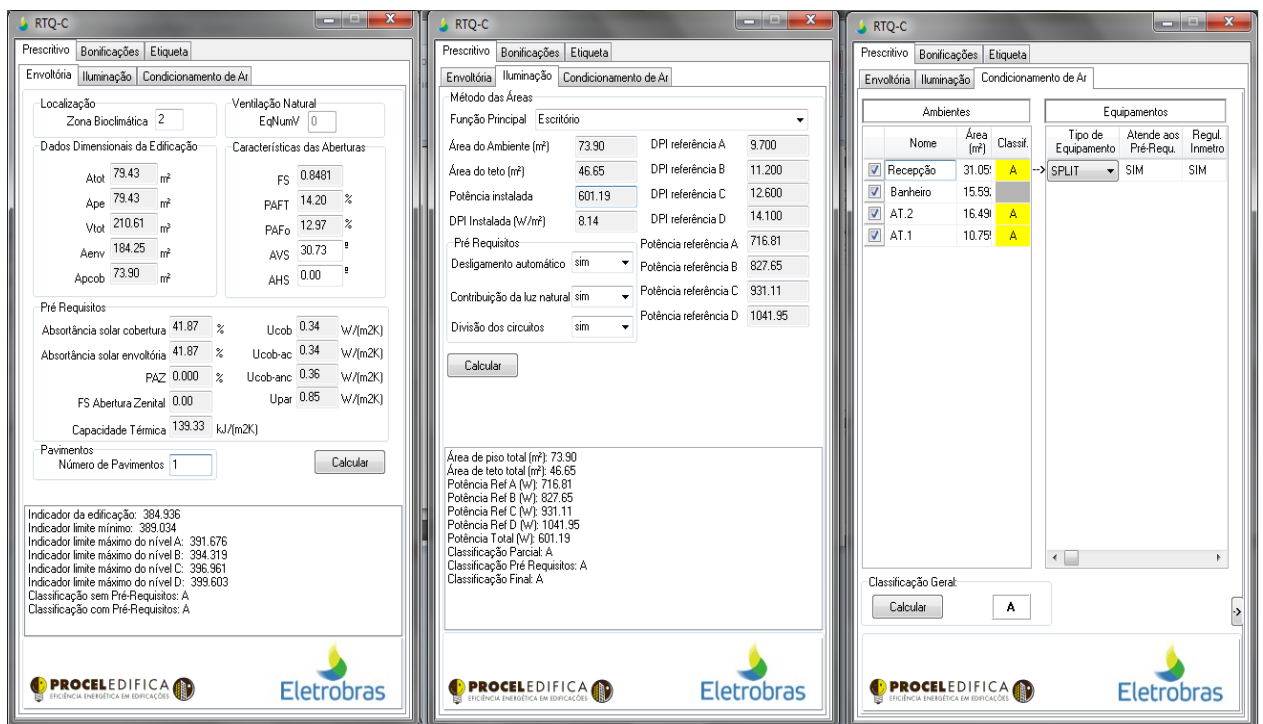 RTQ-C
Prescritivo Bonificações Etiqueta
Envoltória Iluminação Condicionamento de Ar
Localização
Zona Bioclimática 2
Ventilação Natural
EqNumV 0
Dados Dimensionais da Edificação
Atot 79.43 m²
Ape 79.43 m²
Vtot 210.61 m³
Aenv 184.25 m²
Apcob 73.90 m²
Características das Aberturas
FS 0.8481
PAFT 14.20 %
PAFo 12.97 %
AVS 30.73 º
AHS 0.00 º
Pré Requisitos
Absortância solar cobertura 41.87 % Ucob 0.34 W/(m2K)
Absortância solar envoltória 41.87 % Ucob-ac 0.34 W/(m2K)
PAZ 0.000 % Ucob-anc 0.36 W/(m2K)
FS Abertura Zenital 0.00 Upar 0.85 W/(m2K)
Capacidade Térmica 139.33 kJ/(m2K)
Pavimentos
Número de Pavimentos 1
Calcular
Indicador da edificação: 384.936
Indicador limite mínimo: 389.034
Indicador limite máximo do nível A: 391.676
Indicador limite máximo do nível B: 394.319
Indicador limite máximo do nível C: 396.961
Indicador limite máximo do nível D: 399.603
Classificação sem Pré-Requisitos: A
Classificação com Pré-Requisitos: A
PROCELEDIFICA
EFICIÊNCIA ENERGÉTICA EM EDIFICAÇÕES
Eletrobras
RTQ-C
Prescritivo Bonificações Etiqueta
Envoltória Iluminação Condicionamento de Ar
Método das Áreas
Função Principal Escritório
Área do Ambiente (m²) 73.90 DPI referência A 9.700
Área do teto (m²) 46.65 DPI referência B 11.200
Potência instalada 601.19 DPI referência C 12.600
DPI Instalada (W/m²) 8.14 DPI referência D 14.100
Pré Requisitos
Desligamento automático sim
Contribuição da luz natural sim
Divisão dos circuitos sim
Potência referência A 716.81
Potência referência B 827.65
Potência referência C 931.11
Potência referência D 1041.95
Calcular
Área de piso total (m²): 73.90
Área de teto total (m²): 46.65
Potência Ref A (W): 716.81
Potência Ref B (W): 827.65
Potência Ref C (W): 931.11
Potência Ref D (W): 1041.95
Potência Total (W): 601.19
Classificação Parcial: A
Classificação Pré Requisitos: A
Classificação Final: A
PROCELEDIFICA
EFICIÊNCIA ENERGÉTICA EM EDIFICAÇÕES
Eletrobras
RTQ-C
Prescritivo Bonificações Etiqueta
Envoltória Iluminação Condicionamento de Ar
Ambientes
Nome Área (m²) Classif.
Recepção 31.05 A
Banheiro 15.59
AT.2 16.49 A
AT.1 10.75 A
Equipamentos
Tipo de Equipamento Atende aos Pré-Requ. Regul. Inmetro
--> SPLIT SIM SIM
Classificação Geral:
Calcular A
->
PROCELEDIFICA
EFICIÊNCIA ENERGÉTICA EM EDIFICAÇÕES
Eletrobras